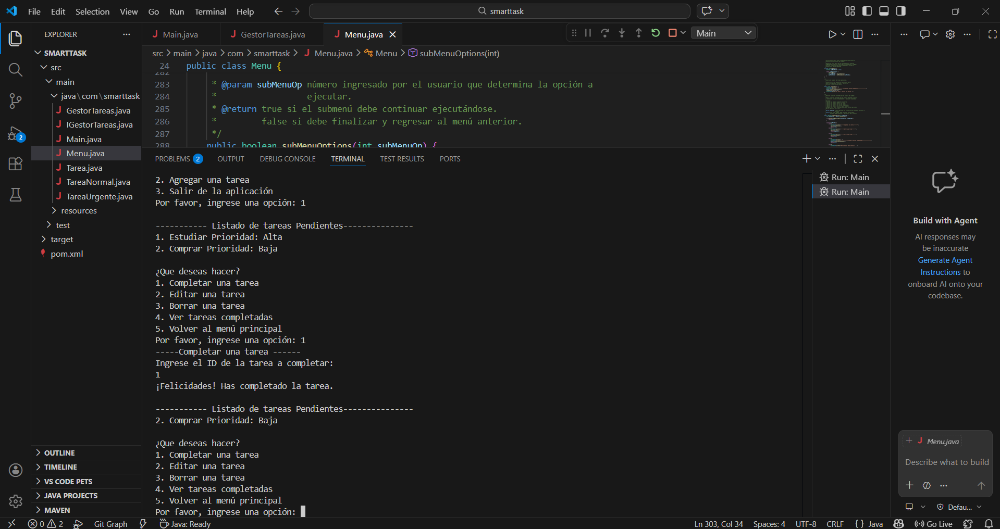 File Edit Selection View Go Run Terminal Help
smarttask
EXPLORER
SMARTTASK
src
main
java\com\smarttask
GestorTareas.java
IGestorTareas.java
Main.java
Menu.java
Tarea.java
TareaNormal.java
TareaUrgente.java
resources
test
target
pom.xml
OUTLINE
TIMELINE
VS CODE PETS
JAVA PROJECTS
MAVEN
2
Main.java
GestorTareas.java
Menu.java
Main
src > main > java > com > smarttask > Menu.java > Menu > subMenuOptions(int)
24 public class Menu {
282
283 * @param subMenuOp número ingresado por el usuario que determina la opción a
284 * ejecutar.
285 * @return true si el submenú debe continuar ejecutándose.
286 * false si debe finalizar y regresar al menú anterior.
287 */
288 public boolean subMenuOptions(int subMenuOp) {
PROBLEMS 2 OUTPUT DEBUG CONSOLE TERMINAL TEST RESULTS PORTS
2. Agregar una tarea
3. Salir de la aplicación
Por favor, ingrese una opción: 1
----------- Listado de tareas Pendientes---------------
1. Estudiar Prioridad: Alta
2. Comprar Prioridad: Baja
¿Que deseas hacer?
1. Completar una tarea
2. Editar una tarea
3. Borrar una tarea
4. Ver tareas completadas
5. Volver al menú principal
Por favor, ingrese una opción: 1
-----Completar una tarea ------
Ingrese el ID de la tarea a completar:
1
¡Felicidades! Has completado la tarea.
----------- Listado de tareas Pendientes---------------
2. Comprar Prioridad: Baja
¿Que deseas hacer?
1. Completar una tarea
2. Editar una tarea
3. Borrar una tarea
4. Ver tareas completadas
5. Volver al menú principal
Por favor, ingrese una opción:
Run: Main
Run: Main
Build with Agent
AI responses may
be inaccurate
Generate Agent
Instructions to
onboard AI onto your
codebase.
Menu.java
Describe what to build
Defau...
0 2 Git Graph Java: Ready
Ln 303, Col 34 Spaces: 4 UTF-8 CRLF {} Java Go Live